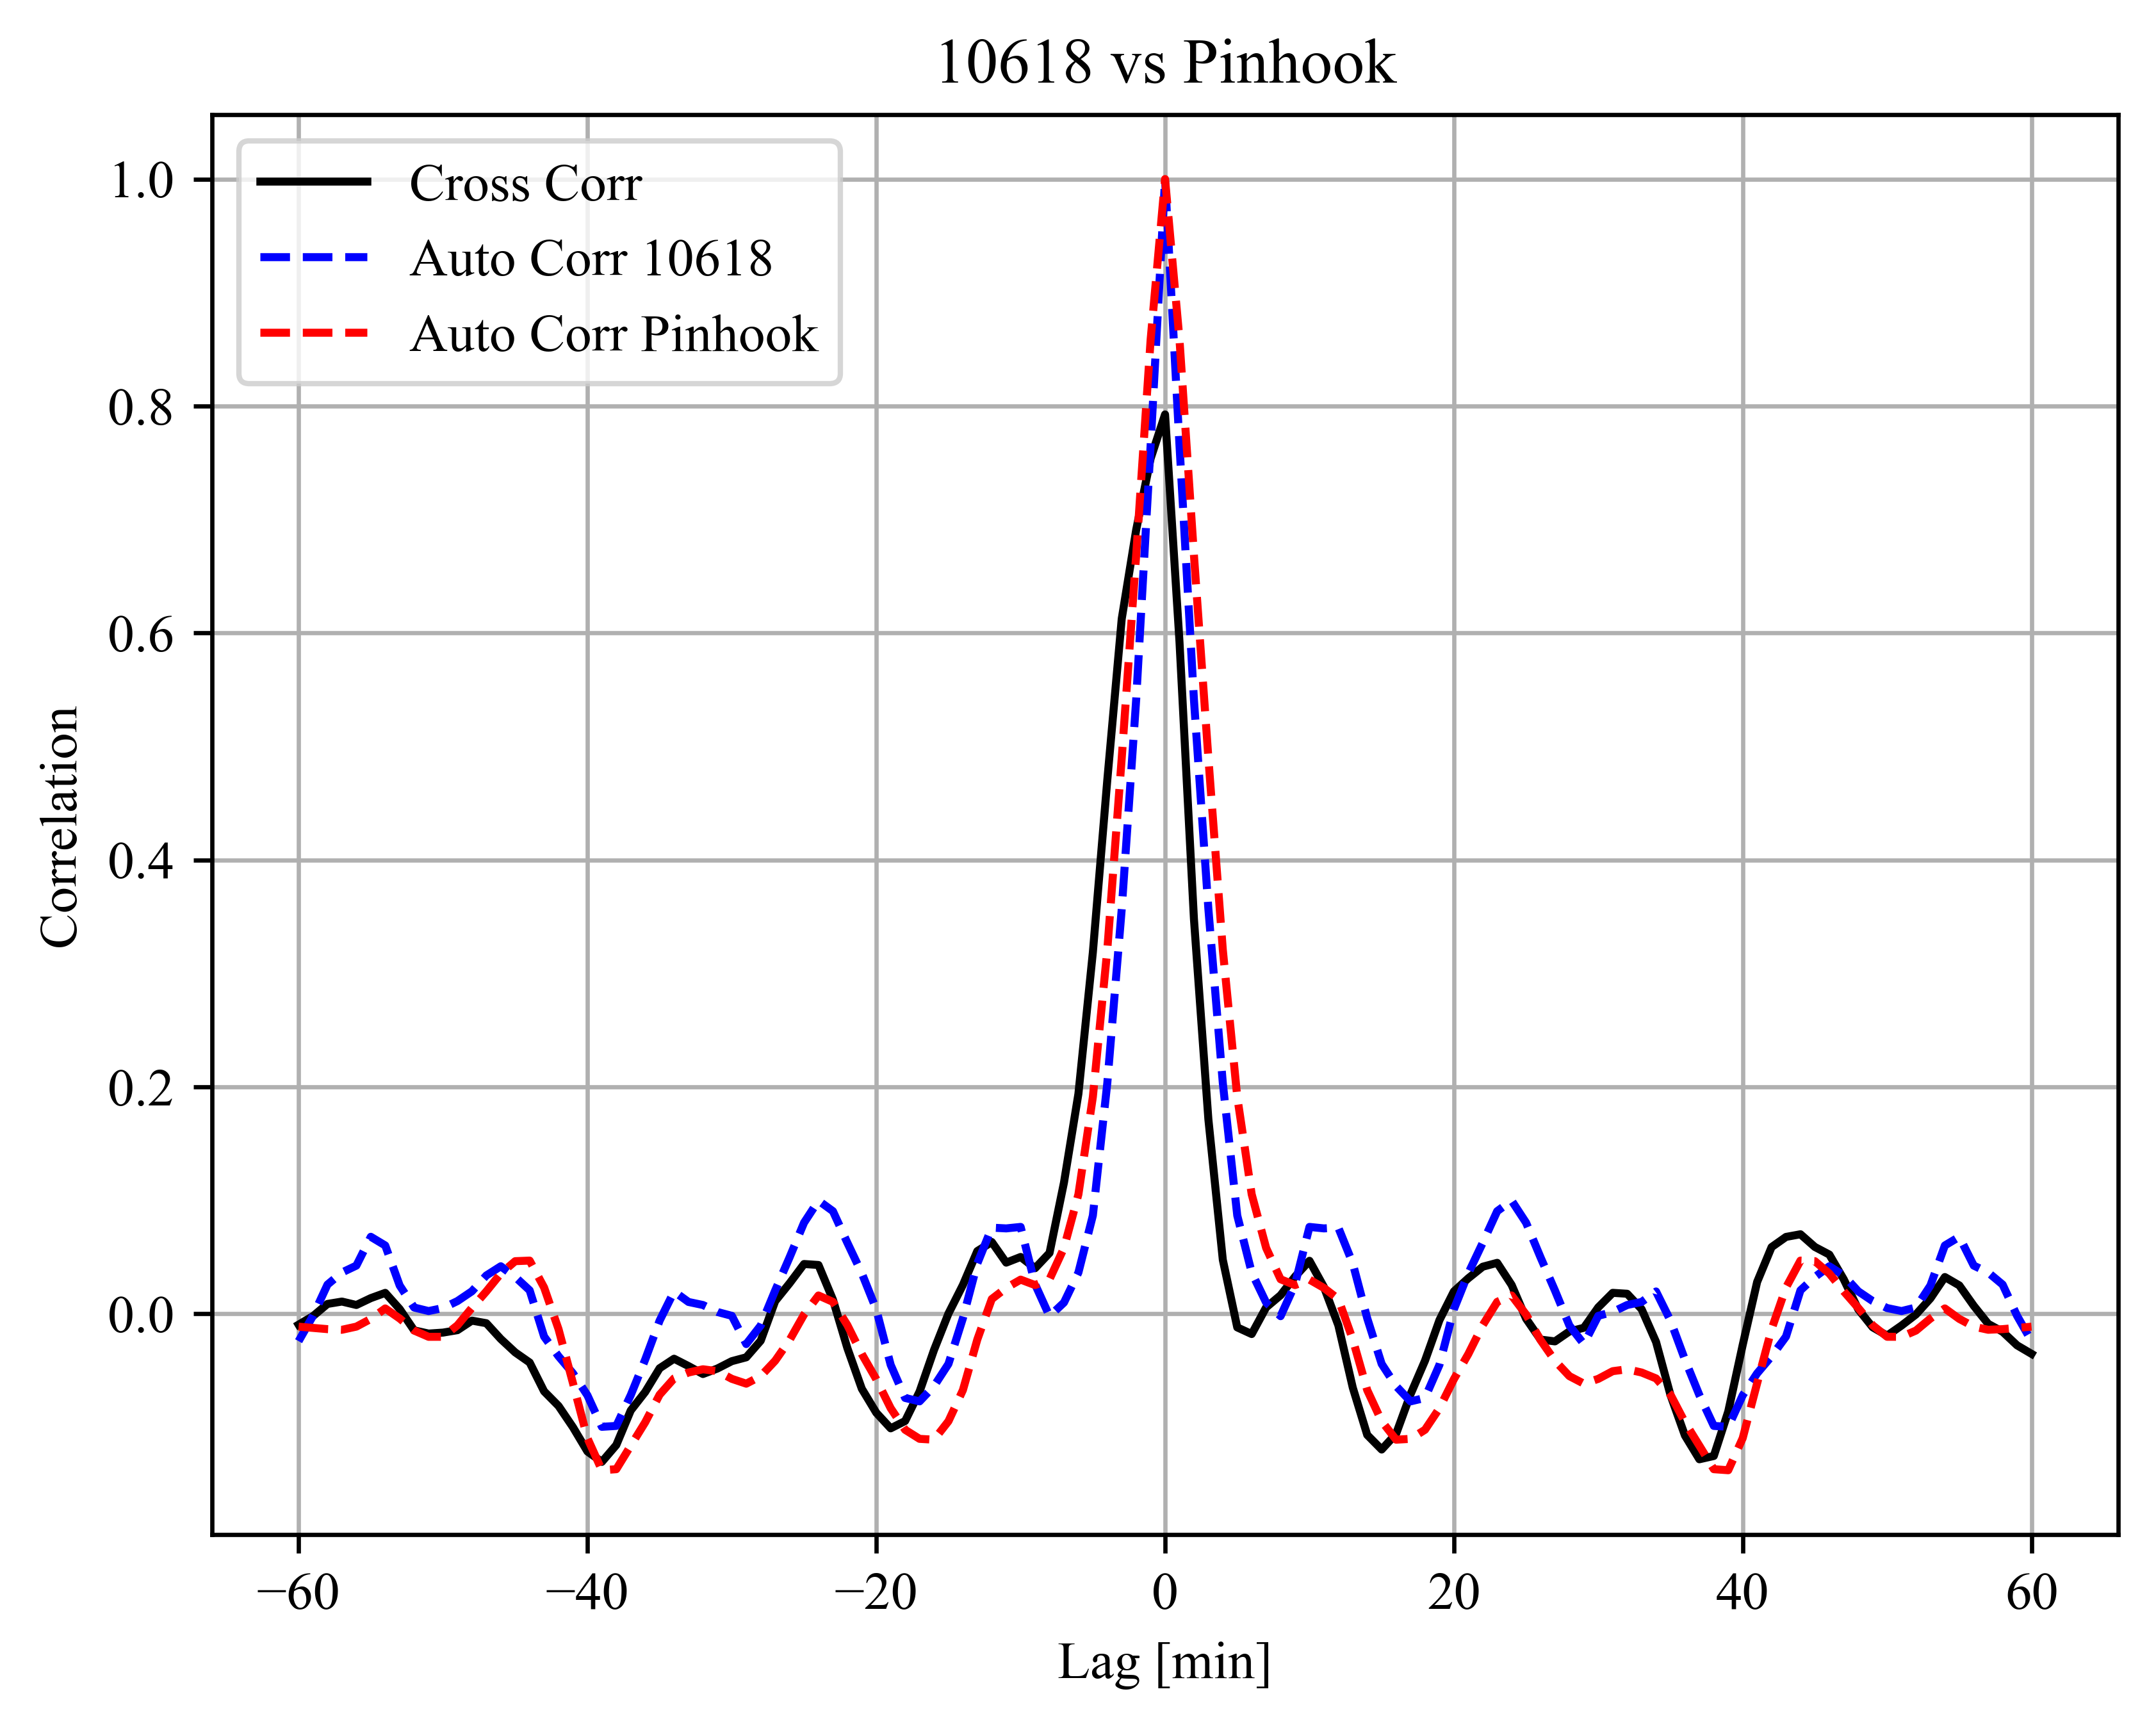 10618 vs Pinhook
Cross Corr
Auto Corr 10618
Auto Corr Pinhook
1.0
0.8
0.6
0.4
0.2
0.0
Correlation
−60
−40
−20
0
20
40
60
Lag [min]